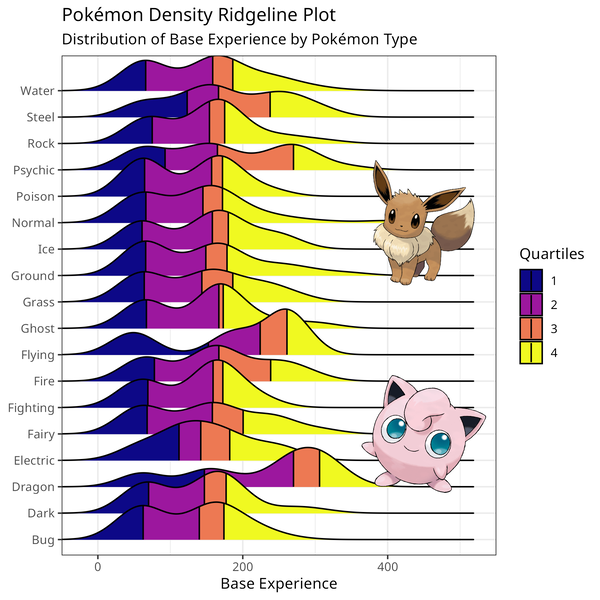 Pokémon Density Ridgeline Plot
Distribution of Base Experience by Pokémon Type
Water
Steel
Rock
Psychic
Poison
Normal
Ice
Ground
Grass
Ghost
Flying
Fire
Fighting
Fairy
Electric
Dragon
Dark
Bug
0 200 400
Base Experience
Quartiles
1
2
3
4